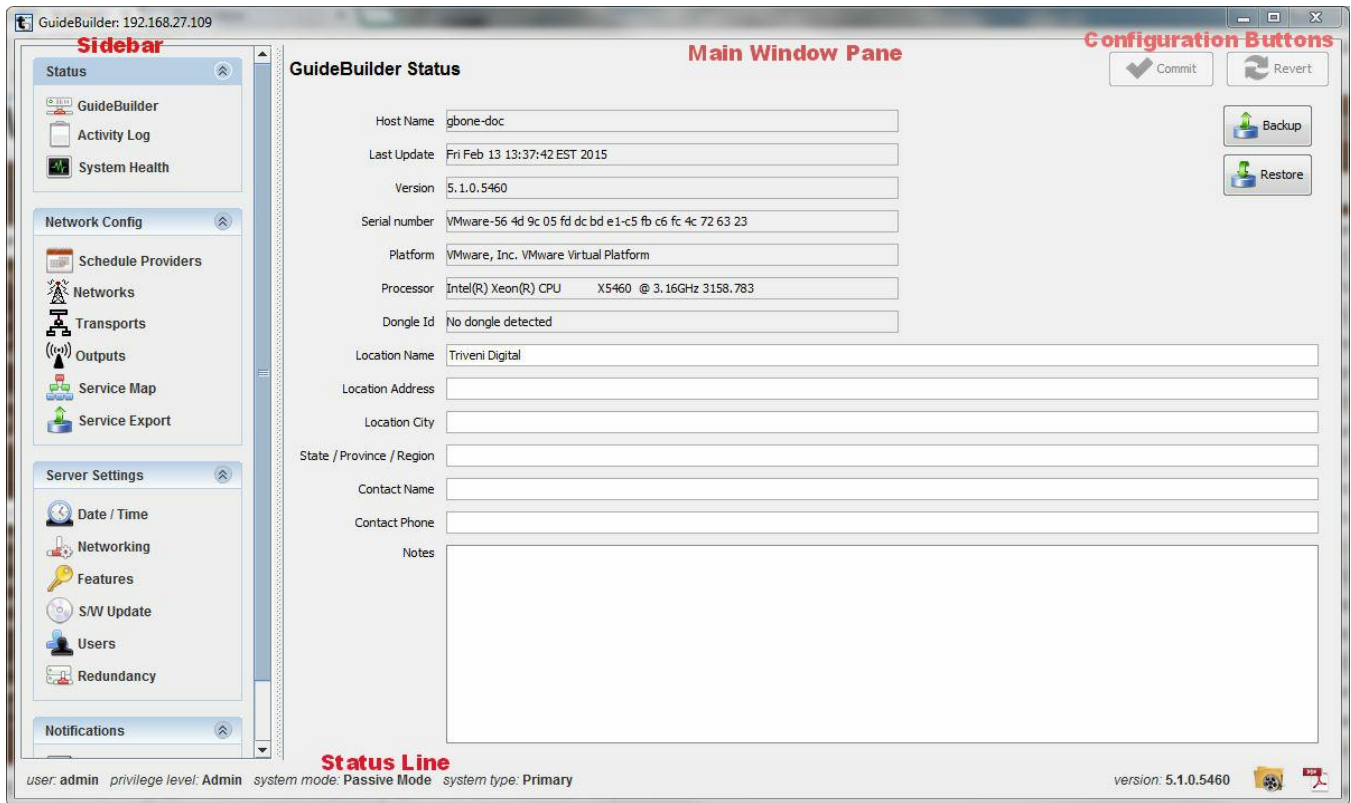 GuideBuilder: 192.168.27.109
Sidebar
Main Window Pane
Configuration Buttons
Status
GuideBuilder
Activity Log
System Health
Network Config
Schedule Providers
Networks
Transports
Outputs
Service Map
Service Export
Server Settings
Date / Time
Networking
Features
S/W Update
Users
Redundancy
Notifications
GuideBuilder Status
Commit
Revert
Backup
Restore
Host Name gbone-doc
Last Update Fri Feb 13 13:37:42 EST 2015
Version 5.1.0.5460
Serial number VMware-56 4d 9c 05 fd dc bd e1-c5 fb c6 fc 4c 72 63 23
Platform VMware, Inc. VMware Virtual Platform
Processor Intel(R) Xeon(R) CPU X5460 @ 3.16GHz 3158.783
Dongle Id No dongle detected
Location Name Triveni Digital
Location Address
Location City
State / Province / Region
Contact Name
Contact Phone
Notes
Status Line
user: admin privilege level: Admin system mode: Passive Mode system type: Primary
version: 5.1.0.5460